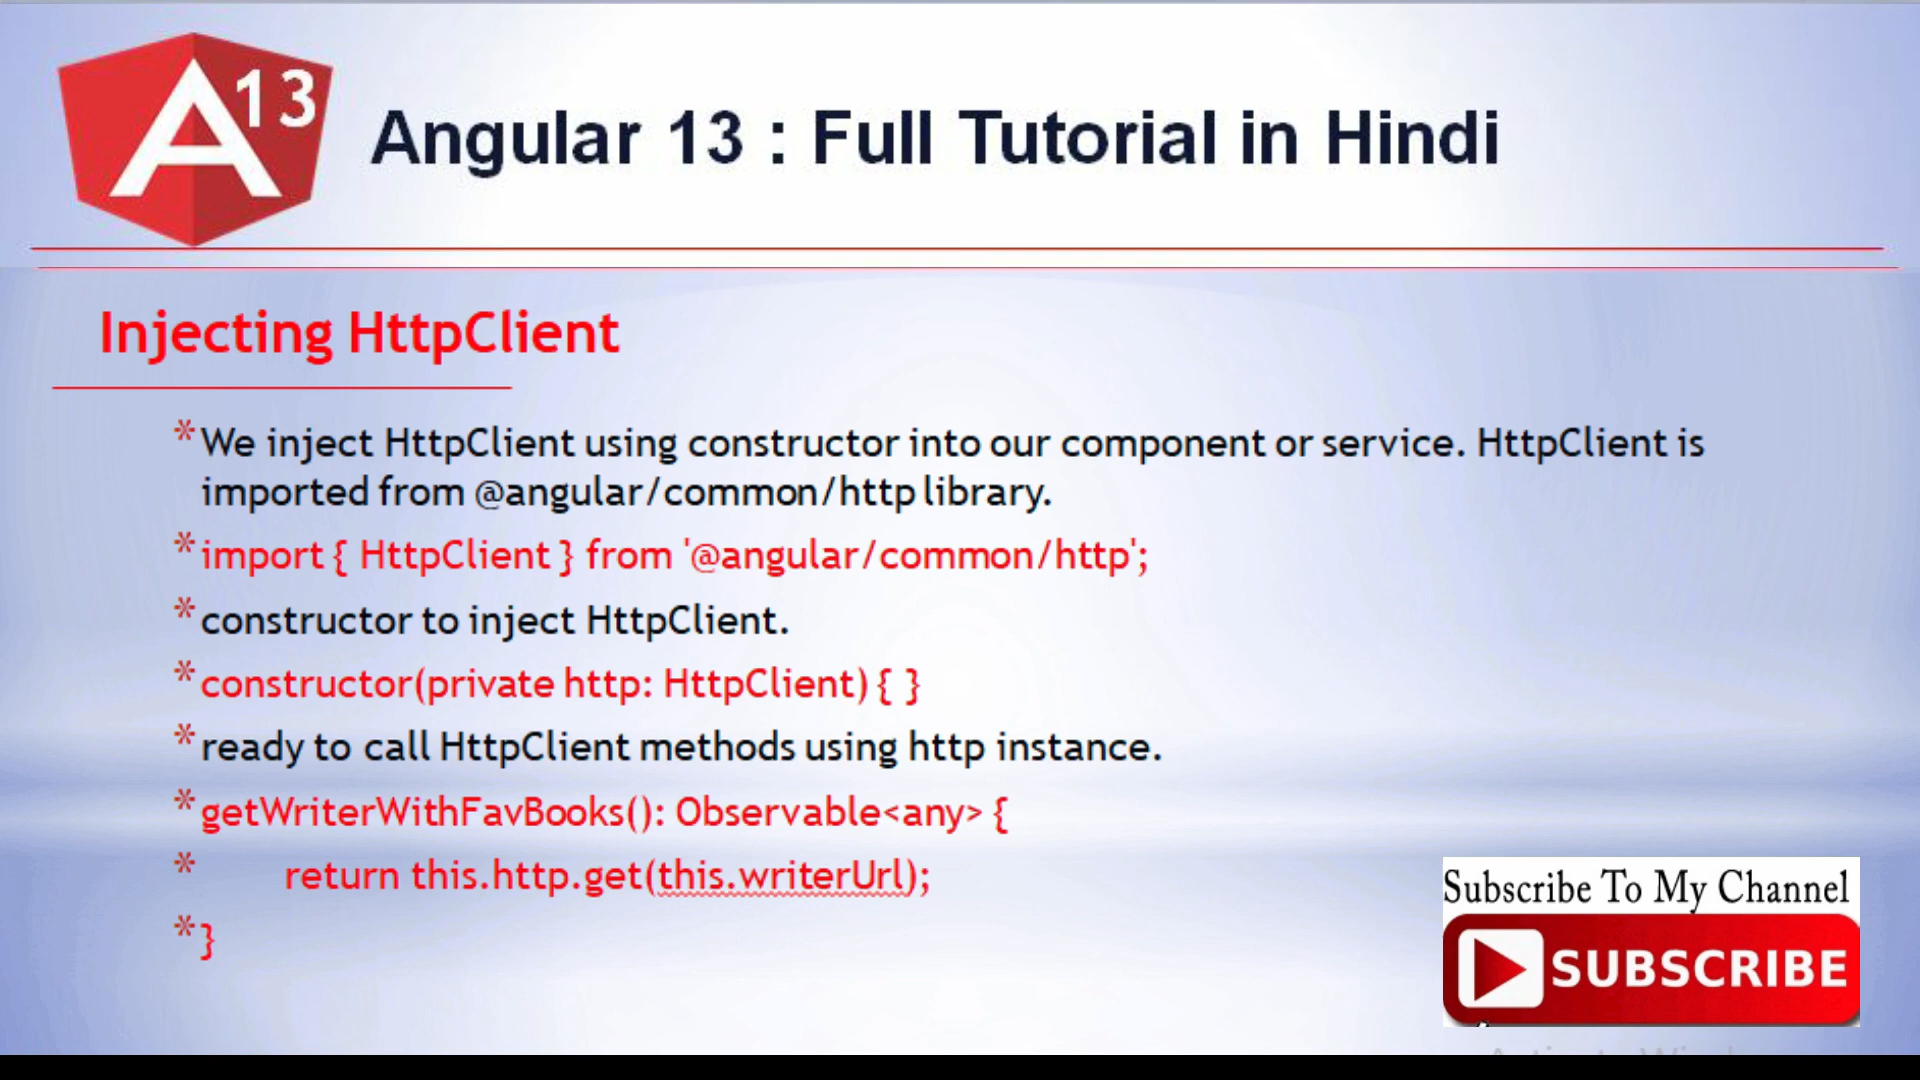 A13
Angular 13 : Full Tutorial in Hindi
Injecting HttpClient
*We inject HttpClient using constructor into our component or service. HttpClient is
imported from @angular/common/http library.
*import { HttpClient } from '@angular/common/http';
*constructor to inject HttpClient.
*constructor(private http: HttpClient) { }
*ready to call HttpClient methods using http instance.
*getWriterWithFavBooks(): Observable<any> {
* return this.http.get(this.writerUrl);
*}
Subscribe To My Channel
SUBSCRIBE